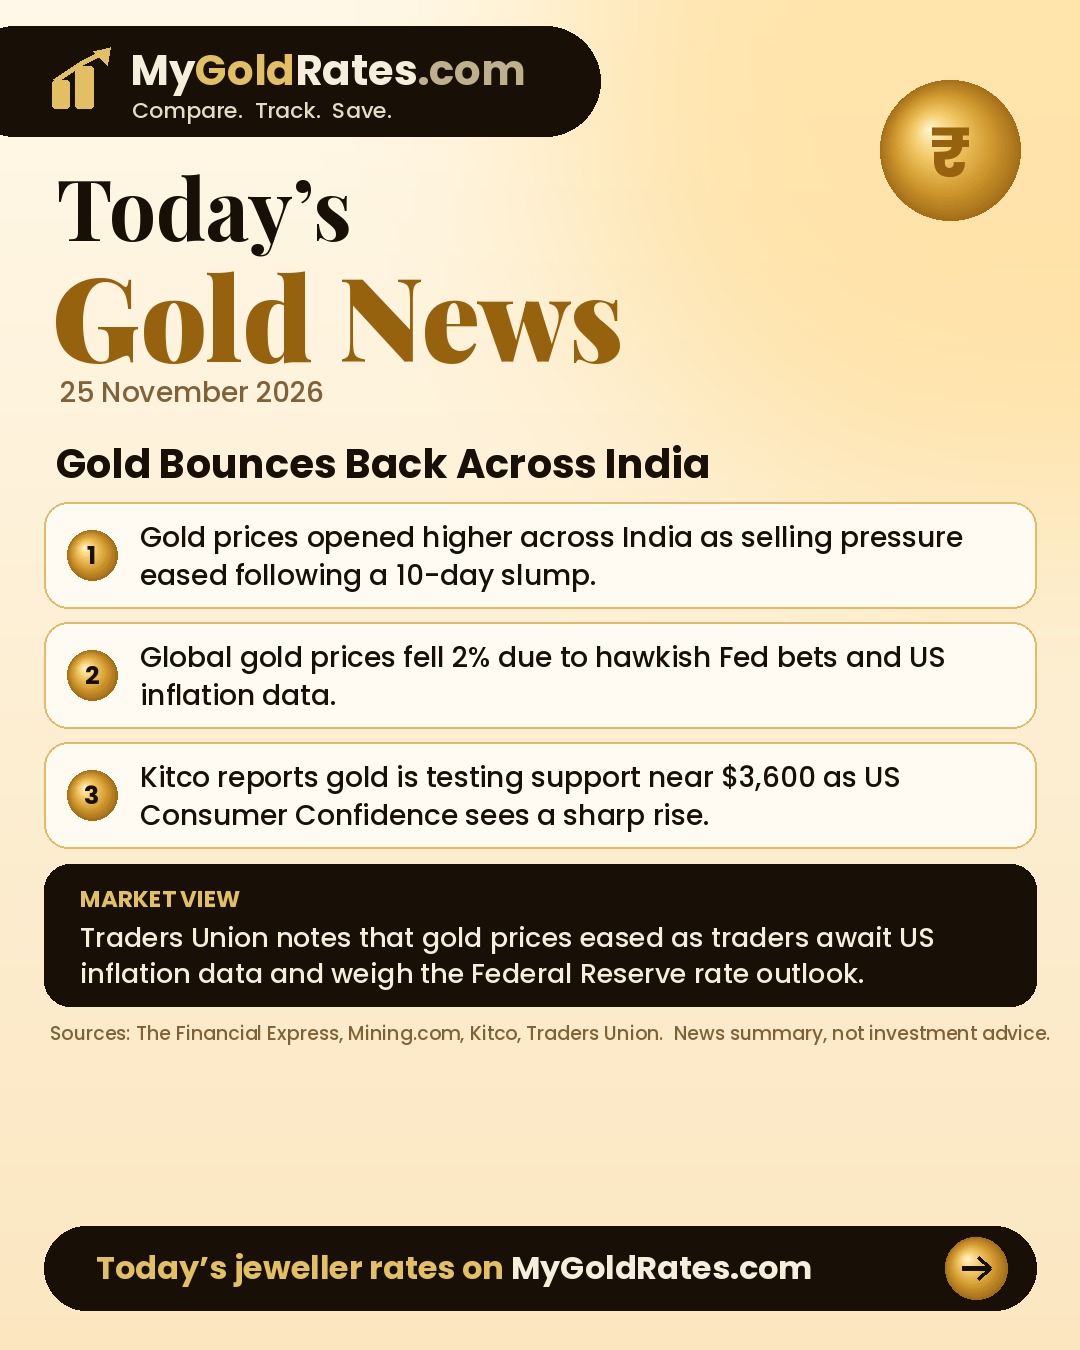 MyGoldRates.com
Compare. Track. Save.
₹
Today’s
Gold News
25 November 2026
Gold Bounces Back Across India
1
Gold prices opened higher across India as selling pressure
eased following a 10-day slump.
2
Global gold prices fell 2% due to hawkish Fed bets and US
inflation data.
3
Kitco reports gold is testing support near $3,600 as US
Consumer Confidence sees a sharp rise.
MARKET VIEW
Traders Union notes that gold prices eased as traders await US
inflation data and weigh the Federal Reserve rate outlook.
Sources: The Financial Express, Mining.com, Kitco, Traders Union. News summary, not investment advice.
Today’s jeweller rates on MyGoldRates.com